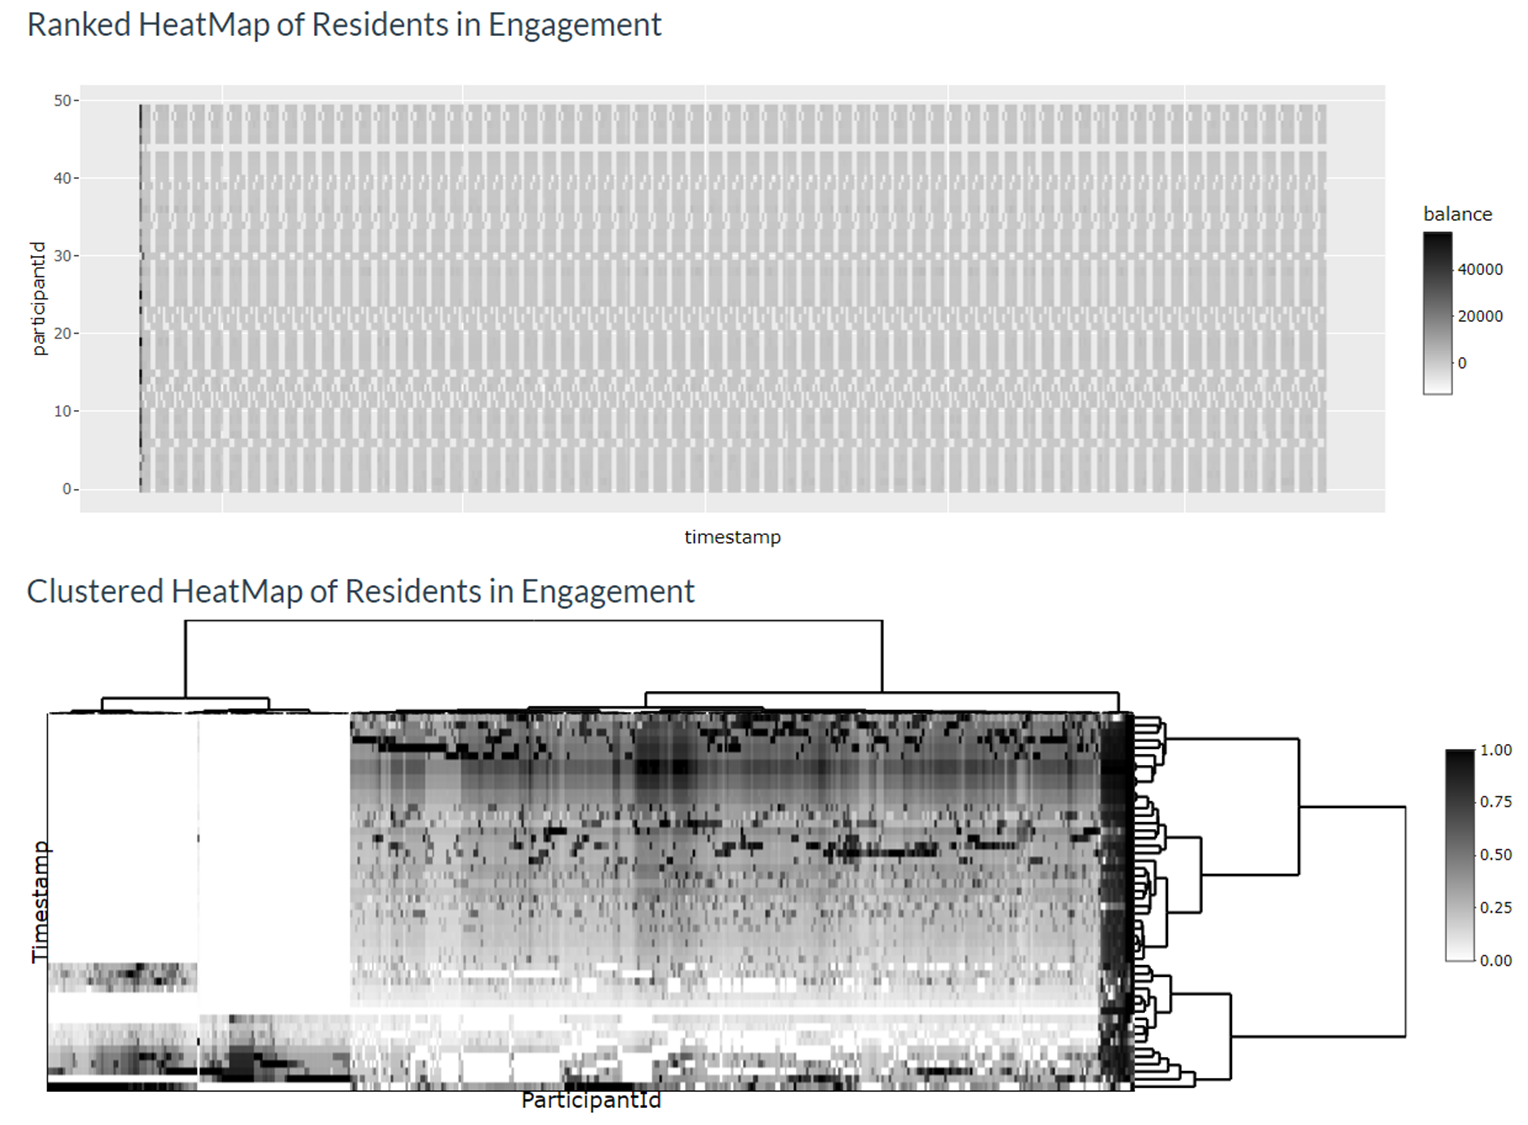 Ranked HeatMap of Residents in Engagement
50
40
30
20
10
0
participantId
timestamp
balance
40000
20000
0
Clustered HeatMap of Residents in Engagement
Timestamp
ParticipantId
1.00
0.75
0.50
0.25
0.00